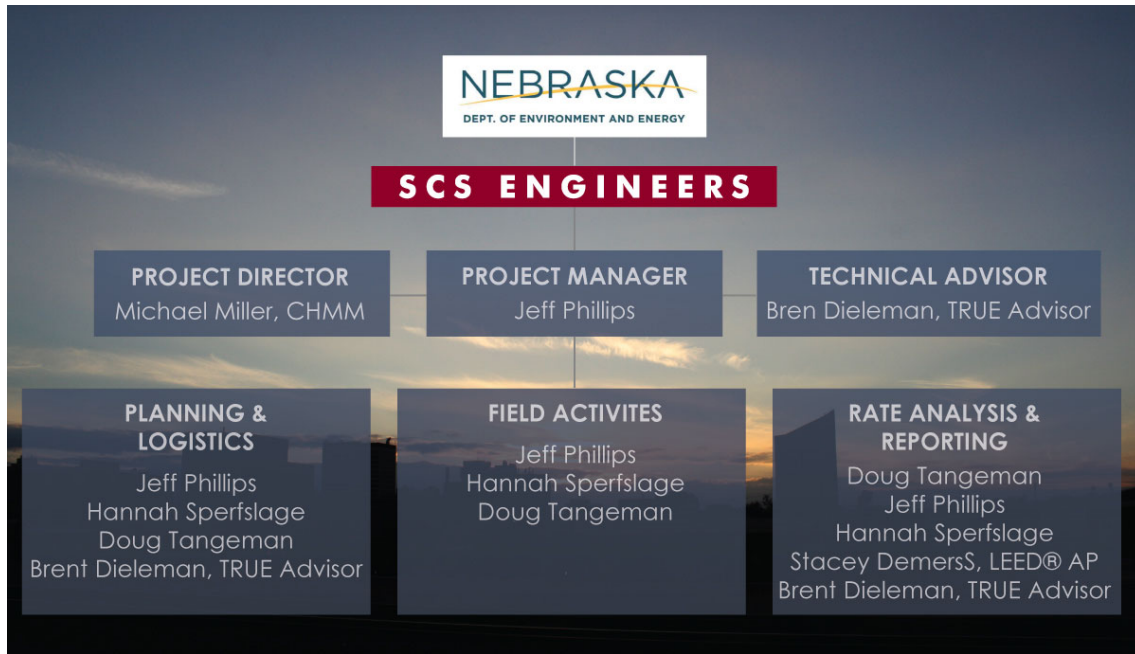 NEBRASKA
DEPT. OF ENVIRONMENT AND ENERGY
SCS ENGINEERS
PROJECT DIRECTOR
Michael Miller, CHMM
PROJECT MANAGER
Jeff Phillips
TECHNICAL ADVISOR
Bren Dieleman, TRUE Advisor
PLANNING &
LOGISTICS
Jeff Phillips
Hannah Sperfslage
Doug Tangeman
Brent Dieleman, TRUE Advisor
FIELD ACTIVITES
Jeff Phillips
Hannah Sperfslage
Doug Tangeman
RATE ANALYSIS &
REPORTING
Doug Tangeman
Jeff Phillips
Hannah Sperfslage
Stacey DemersS, LEED® AP
Brent Dieleman, TRUE Advisor